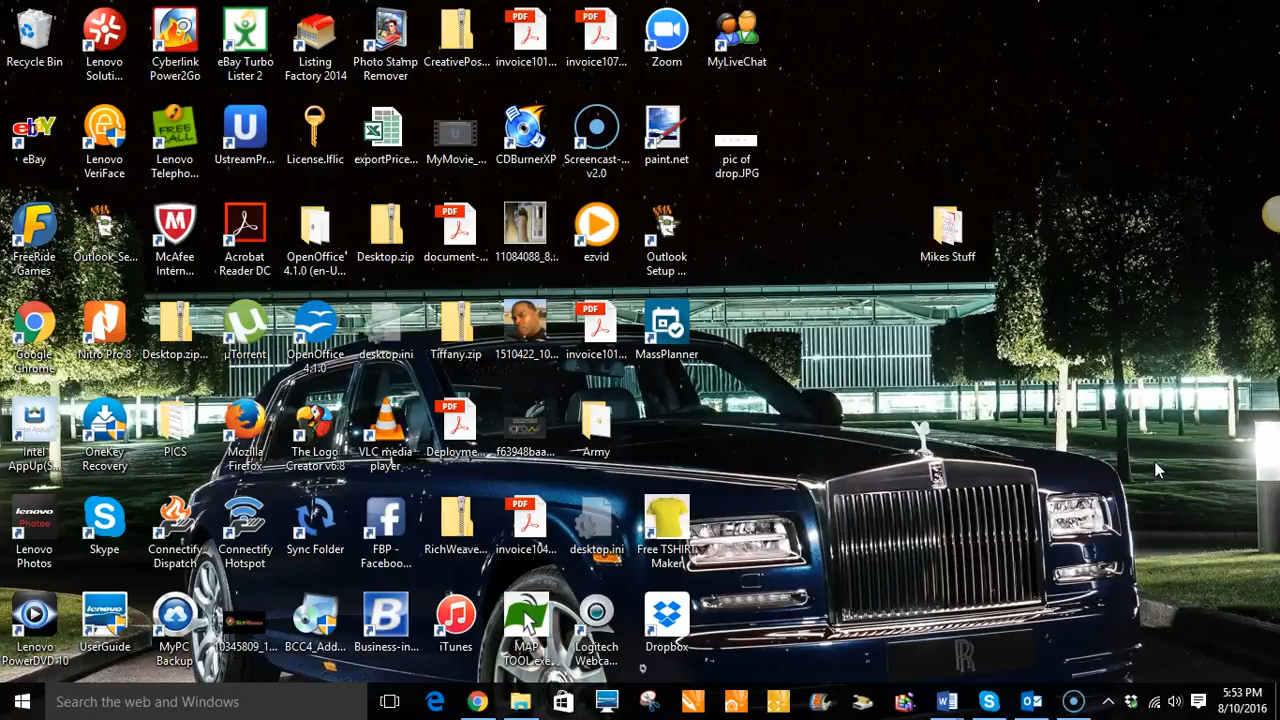 Recycle Bin
Lenovo Soluti...
Cyberlink Power2Go
eBay Turbo Lister 2
Listing Factory 2014
Photo Stamp Remover
CreativePos...
invoice101...
invoice107...
Zoom
MyLiveChat
eBay
Lenovo VeriFace
Lenovo Telepho...
UstreamPr...
License.lflic
exportPrice...
MyMovie_...
CDBurnerXP
Screencast-... v2.0
paint.net
pic of drop.JPG
FreeRide Games
Outlook_Se...
McAfee Intern...
Acrobat Reader DC
OpenOffice 4.1.0 (en-U...
Desktop.zip
document-...
11084088_8...
ezvid
Outlook Setup ...
Mikes Stuff
Google Chrome
Nitro Pro 8
Desktop.zip...
µTorrent
OpenOffice 4.1.0
desktop.ini
Tiffany.zip
1510422_10...
invoice101...
MassPlanner
Intel AppUp(S...
OneKey Recovery
PICS
Mozilla Firefox
The Logo Creator v6.8
VLC media player
Deployme...
f63948baa...
Army
Lenovo Photos
Skype
Connectify Dispatch
Connectify Hotspot
Sync Folder
FBP - Faceboo...
RichWeave...
invoice104...
desktop.ini
Free TSHIRT Maker
Lenovo PowerDVD 10
UserGuide
MyPC Backup
10345809_1...
BCC4_Add...
Business-in...
iTunes
MAP TOOL.exe
Logitech Webca...
Dropbox
Search the web and Windows
5:53 PM
8/10/2016